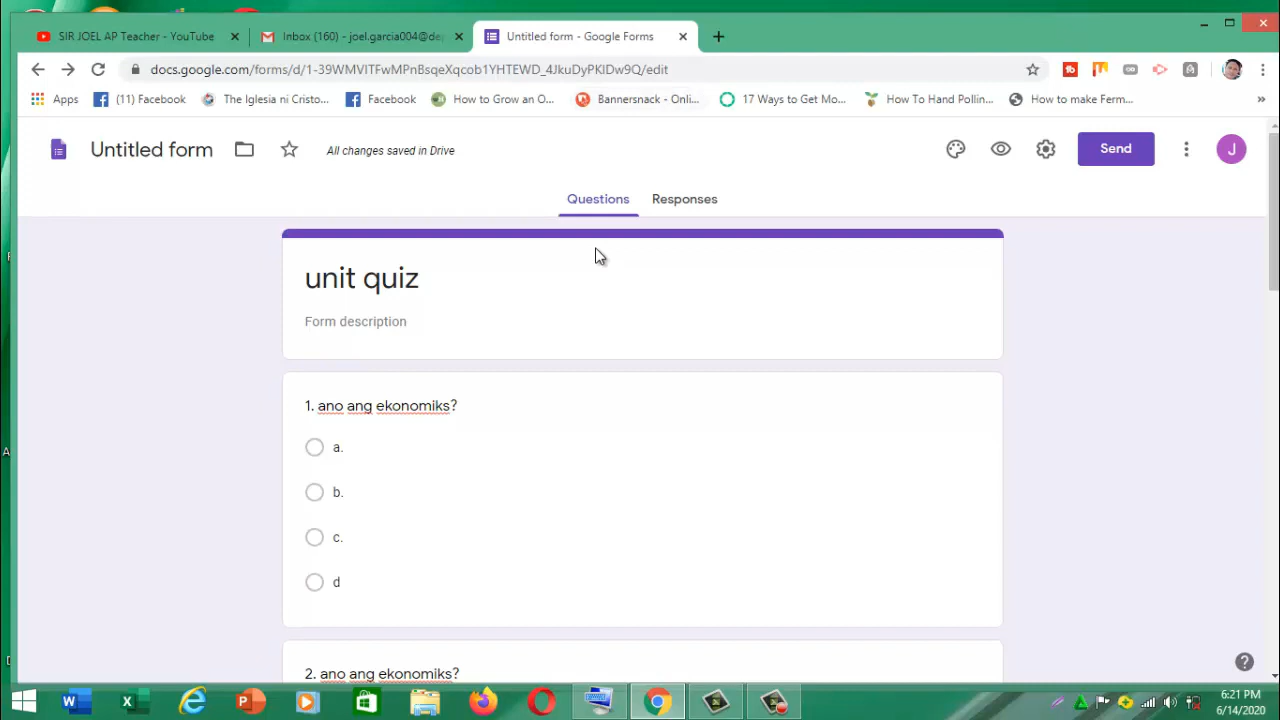 SIR JOEL AP Teacher - YouTube
Inbox (160) - joel.garcia004@de
Untitled form - Google Forms
docs.google.com/forms/d/1-39WMVITFwMPnBsqeXqcob1YHTEWD_4JkuDyPKIDw9Q/edit
Apps
(11) Facebook
The Iglesia ni Cristo...
Facebook
How to Grow an O...
Bannersnack - Onli...
17 Ways to Get Mo...
How To Hand Pollin...
How to make Ferm...
Untitled form
All changes saved in Drive
Send
J
Questions
Responses
unit quiz
Form description
1. ano ang ekonomiks?
a.
b.
c.
d
2. ano ang ekonomiks?
6:21 PM
6/14/2020